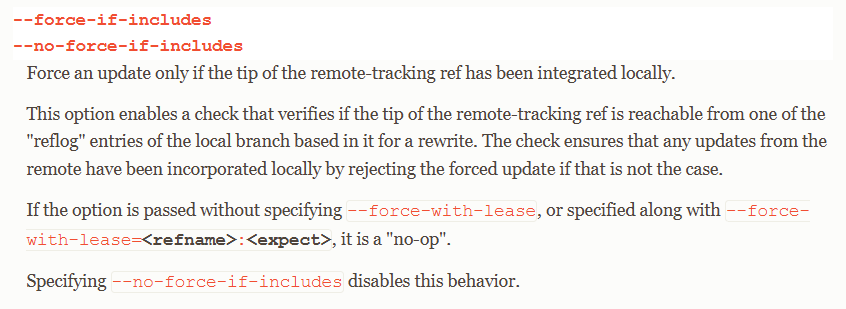 --force-if-includes
--no-force-if-includes
Force an update only if the tip of the remote-tracking ref has been integrated locally.
This option enables a check that verifies if the tip of the remote-tracking ref is reachable from one of the
"reflog" entries of the local branch based in it for a rewrite. The check ensures that any updates from the
remote have been incorporated locally by rejecting the forced update if that is not the case.
If the option is passed without specifying --force-with-lease, or specified along with --force-
with-lease=<refname>:<expect>, it is a "no-op".
Specifying --no-force-if-includes disables this behavior.